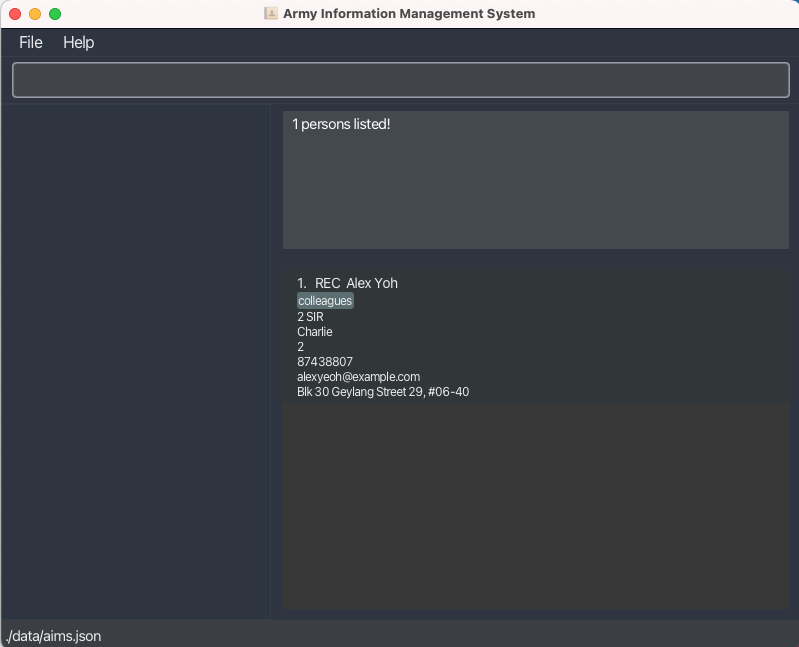 Army Information Management System
File Help
1 persons listed!
1. REC Alex Yoh
colleagues
2 SIR
Charlie
2
87438807
alexyeoh@example.com
Blk 30 Geylang Street 29, #06-40
./data/aims.json